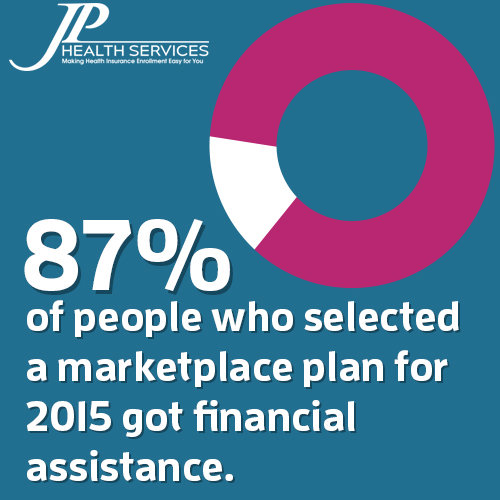 JP
HEALTH SERVICES
Making Health Insurance Enrollment Easy for You
87%
of people who selected
a marketplace plan for
2015 got financial
assistance.